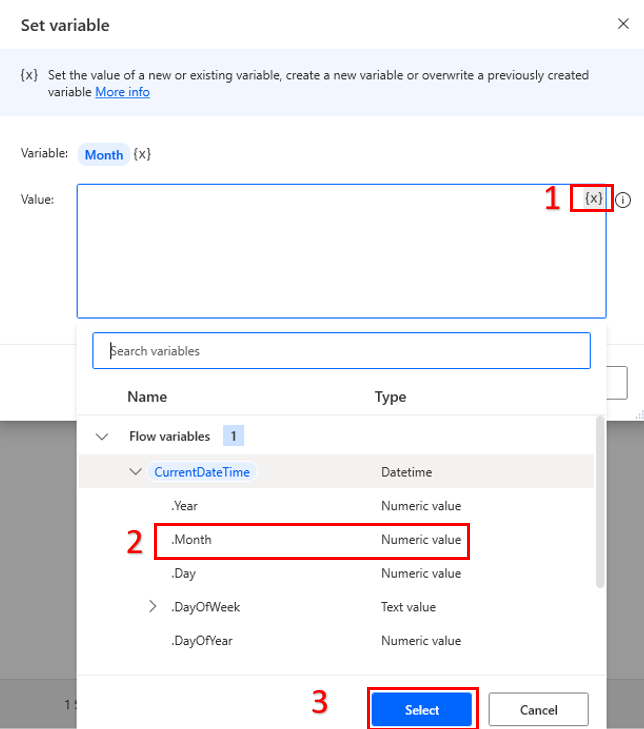 Set variable
{x} Set the value of a new or existing variable, create a new variable or overwrite a previously created
variable More info
Variable: Month {x}
Value: 1 {x}
Search variables
Name Type
Flow variables 1
CurrentDateTime Datetime
.Year Numeric value
2 .Month Numeric value
.Day Numeric value
.DayOfWeek Text value
.DayOfYear Numeric value
3 Select Cancel